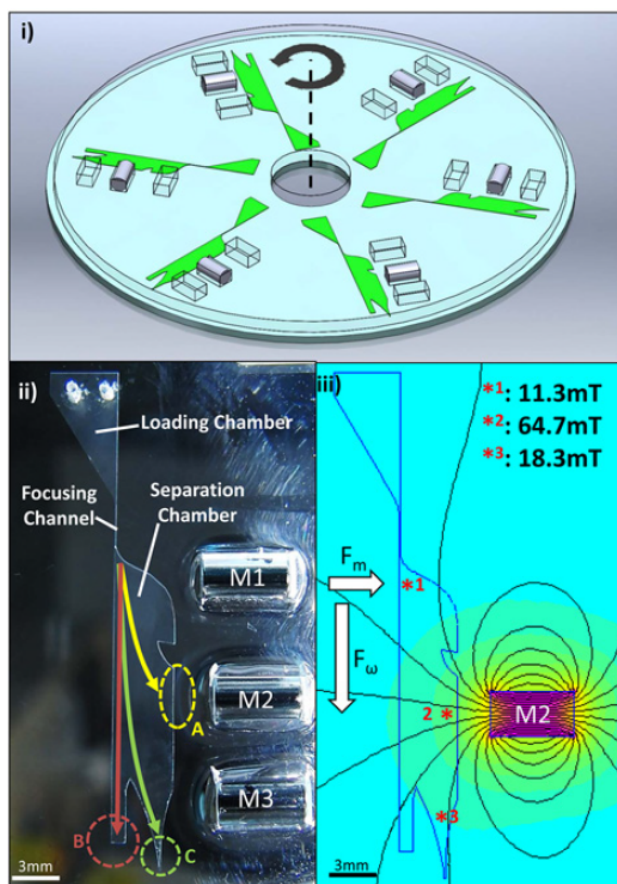 i)
ii)
Loading Chamber
Focusing
Channel
Separation
Chamber
M1
M2
M3
A
B
C
3mm
iii)
*1: 11.3mT
*2: 64.7mT
*3: 18.3mT
*1
Fm
Fω
2 *
M2
*3
3mm